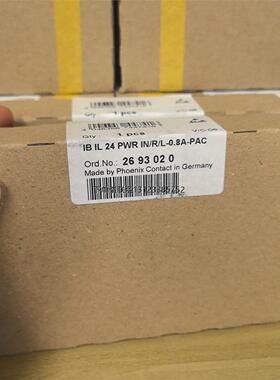 Qty
1 pcs
V/C-06
IB IL 24 PWR IN/R/L-0.8A-PAC
Ord.No.: 26 93 02 0
Made by Phoenix Contact in Germany